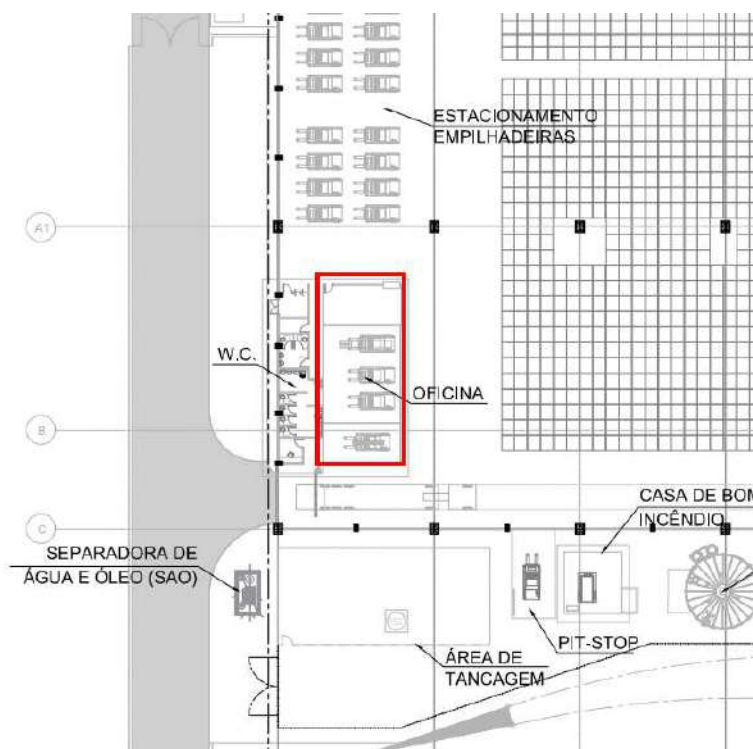 ESTACIONAMENTO
EMPILHADEIRAS
A1
W.C.
OFICINA
B
CASA DE BOM
INCÊNDIO
C
SEPARADORA DE
ÁGUA E ÓLEO (SAO)
PIT-STOP
ÁREA DE
TANCAGEM